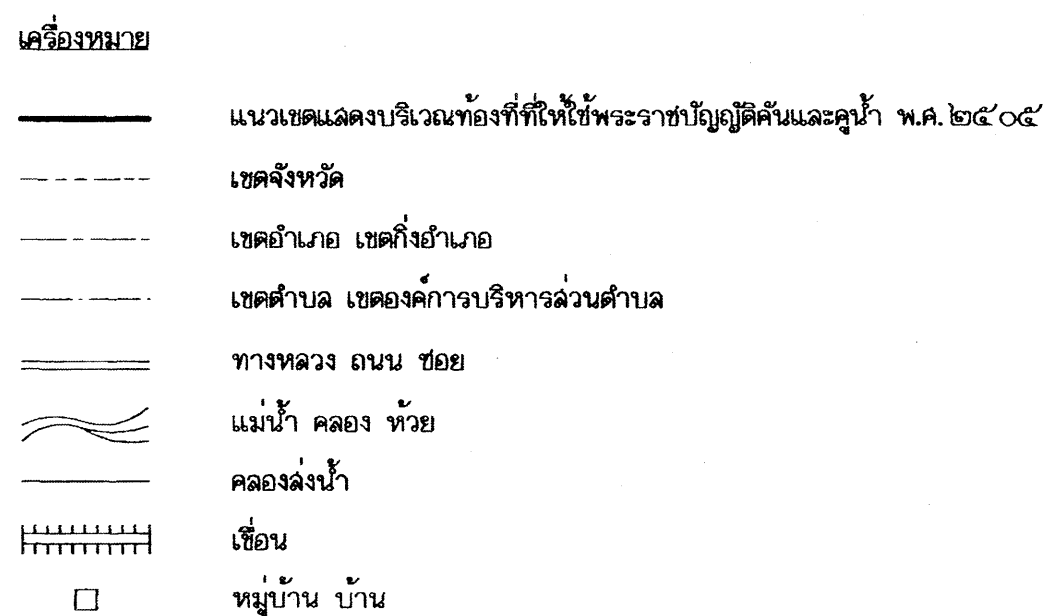 เครื่องหมาย
แนวเขตแสดงบริเวณท้องที่ที่ให้ใช้พระราชบัญญัติคันและคูน้ำ พ.ศ. ๒๕๐๕
เขตจังหวัด
เขตอำเภอ เขตกิ่งอำเภอ
เขตตำบล เขตองค์การบริหารส่วนตำบล
ทางหลวง ถนน ซอย
แม่น้ำ คลอง ห้วย
คลองส่งน้ำ
เขื่อน
หมู่บ้าน บ้าน